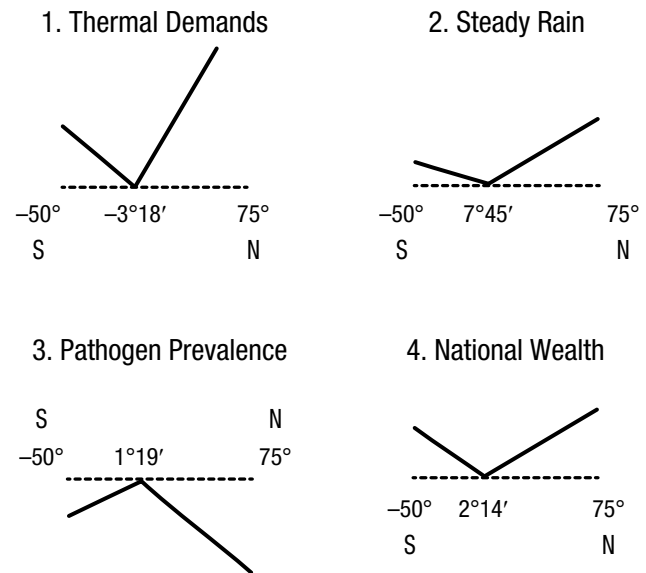 1. Thermal Demands
–50° –3°18′ 75°
S N
2. Steady Rain
–50° 7°45′ 75°
S N
3. Pathogen Prevalence
S N
–50° 1°19′ 75°
4. National Wealth
–50° 2°14′ 75°
S N